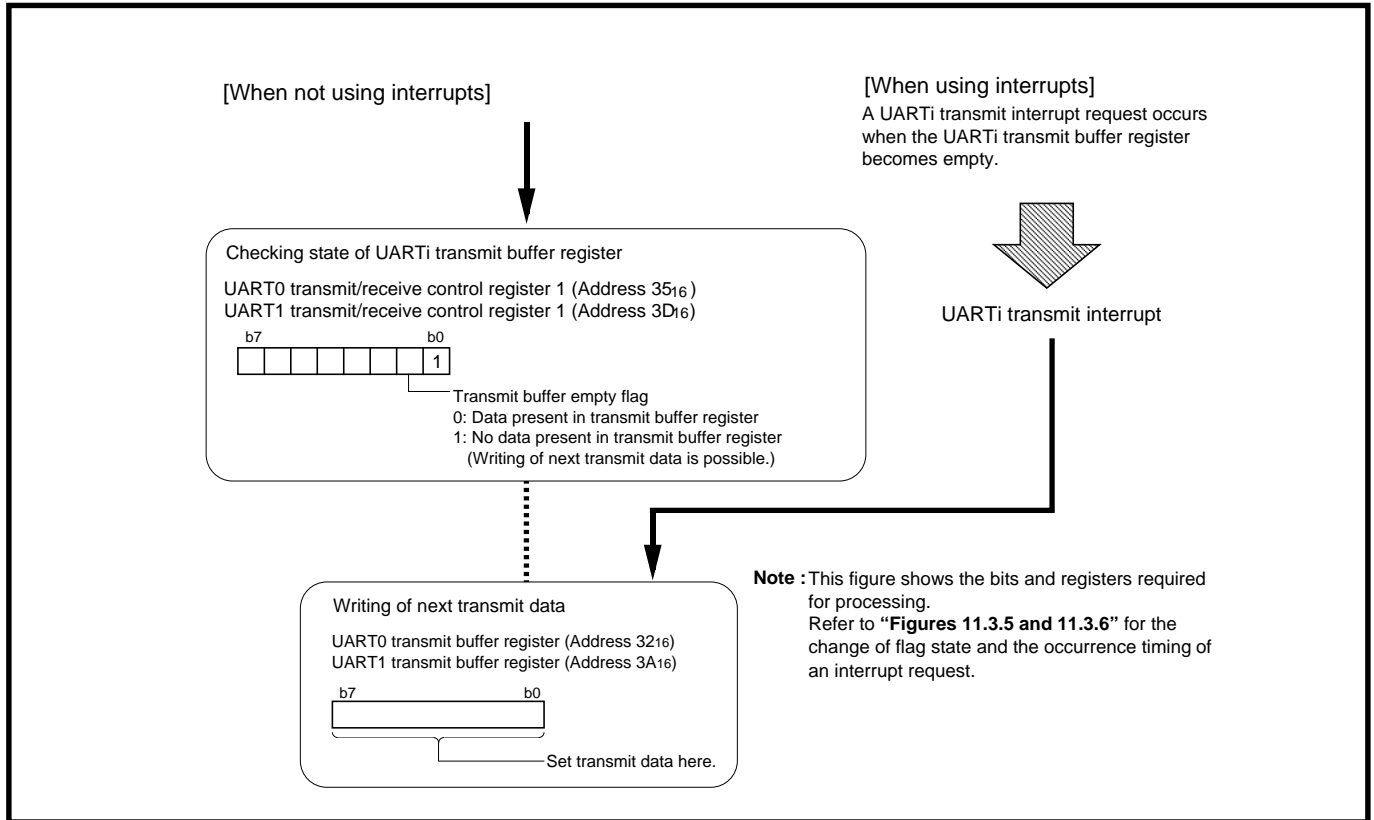 [When not using interrupts]
[When using interrupts]
A UARTi transmit interrupt request occurs
when the UARTi transmit buffer register
becomes empty.
Checking state of UARTi transmit buffer register
UART0 transmit/receive control register 1 (Address 35₁₆)
UART1 transmit/receive control register 1 (Address 3D₁₆)
b7 b0
1
Transmit buffer empty flag
0: Data present in transmit buffer register
1: No data present in transmit buffer register
(Writing of next transmit data is possible.)
UARTi transmit interrupt
Writing of next transmit data
UART0 transmit buffer register (Address 32₁₆)
UART1 transmit buffer register (Address 3A₁₆)
b7 b0
Set transmit data here.
Note : This figure shows the bits and registers required
for processing.
Refer to “Figures 11.3.5 and 11.3.6” for the
change of flag state and the occurrence timing of
an interrupt request.